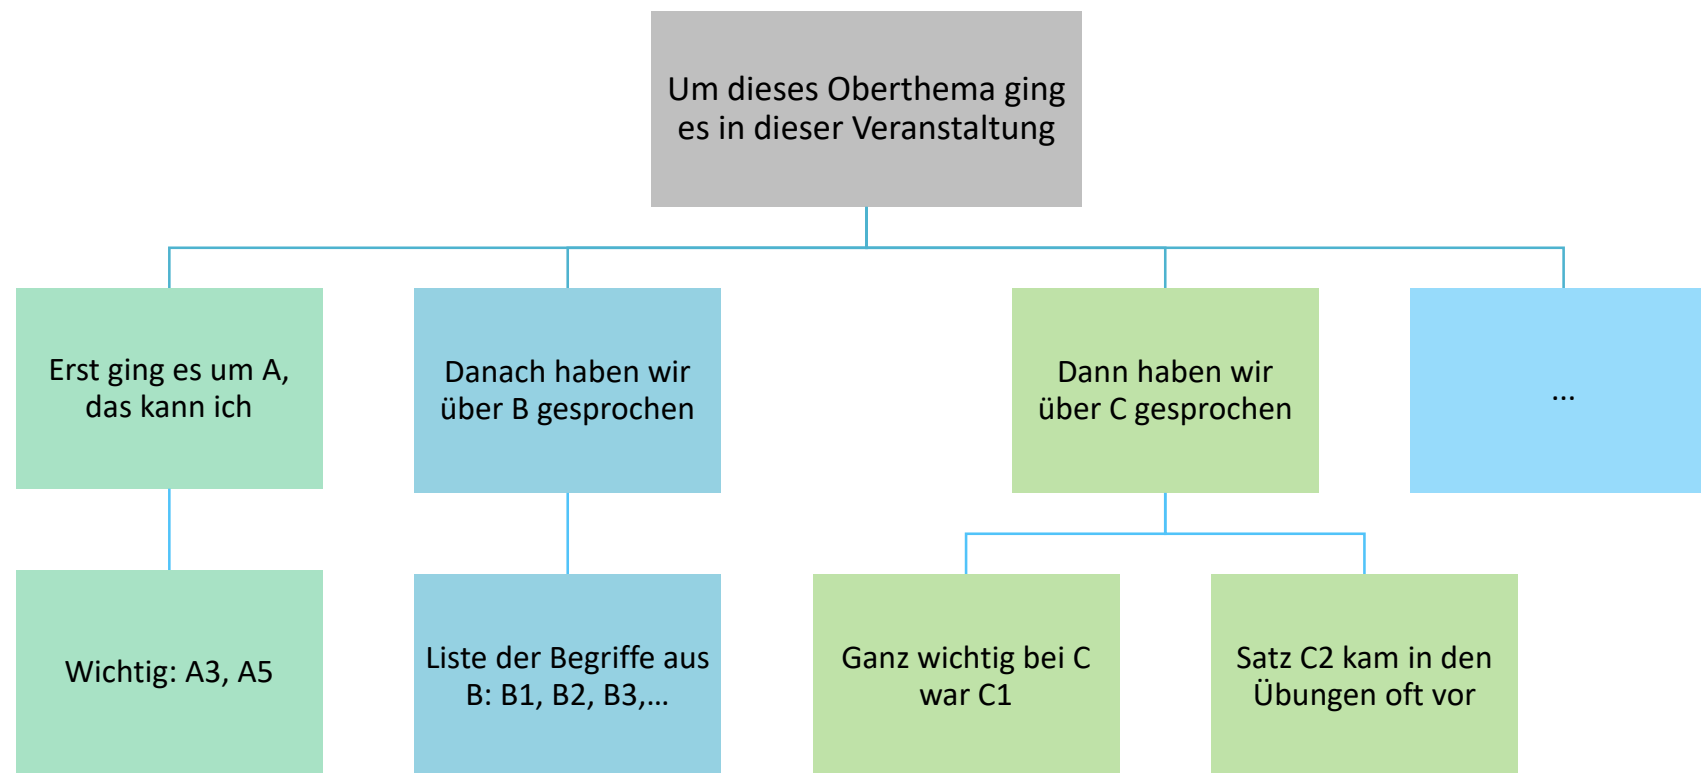 Um dieses Oberthema ging
es in dieser Veranstaltung
Erst ging es um A,
das kann ich
Danach haben wir
über B gesprochen
Dann haben wir
über C gesprochen
...
Wichtig: A3, A5
Liste der Begriffe aus
B: B1, B2, B3,...
Ganz wichtig bei C
war C1
Satz C2 kam in den
Übungen oft vor